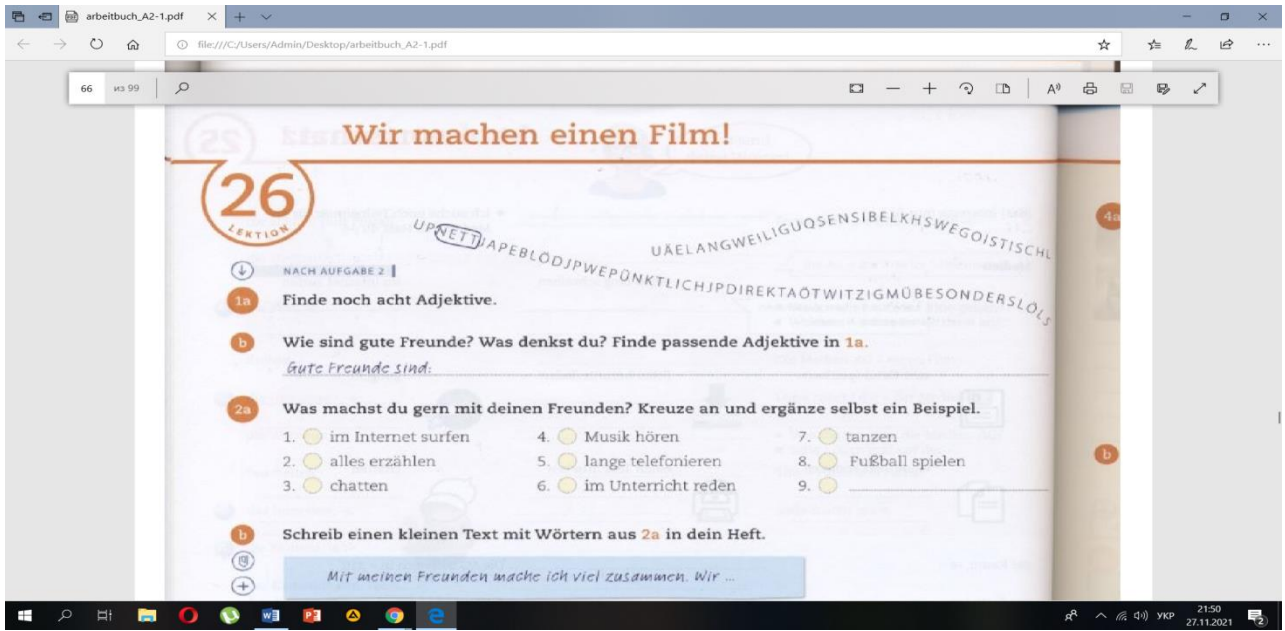 arbeitbuch_A2-1.pdf
file:///C:/Users/Admin/Desktop/arbeitbuch_A2-1.pdf
66 из 99
Wir machen einen Film!
26
LEKTION
UPNETTJAPEBLÖDJPWEPÜNKTLICHJPDIREKTAÖTWITZIGMÜBESONDERSLÖLS
UÄELANGWEILIGUOSENSIBELKHSWEGOISTISCHL
NACH AUFGABE 2
1a Finde noch acht Adjektive.
b Wie sind gute Freunde? Was denkst du? Finde passende Adjektive in 1a.
Gute Freunde sind:
2a Was machst du gern mit deinen Freunden? Kreuze an und ergänze selbst ein Beispiel.
1. im Internet surfen 4. Musik hören 7. tanzen
2. alles erzählen 5. lange telefonieren 8. Fußball spielen
3. chatten 6. im Unterricht reden 9.
b Schreib einen kleinen Text mit Wörtern aus 2a in dein Heft.
Mit meinen Freunden mache ich viel zusammen. Wir ...
4a
b
УКР 21:50
27.11.2021